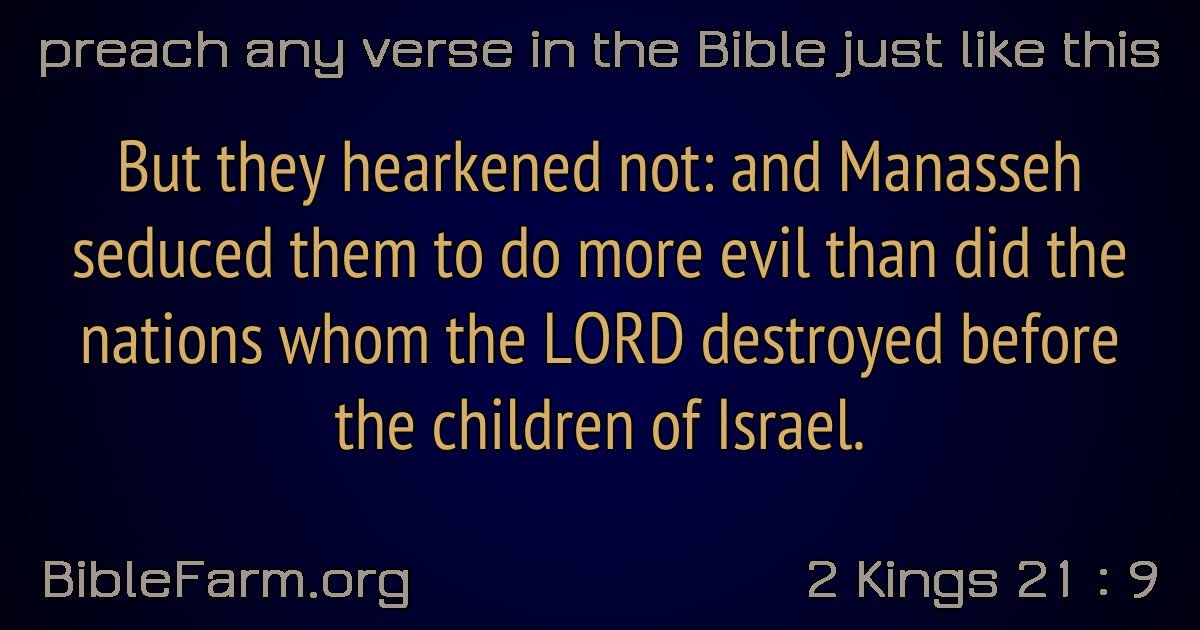 preach any verse in the Bible just like this
But they hearkened not: and Manasseh
seduced them to do more evil than did the
nations whom the LORD destroyed before
the children of Israel.
BibleFarm.org
2 Kings 21 : 9